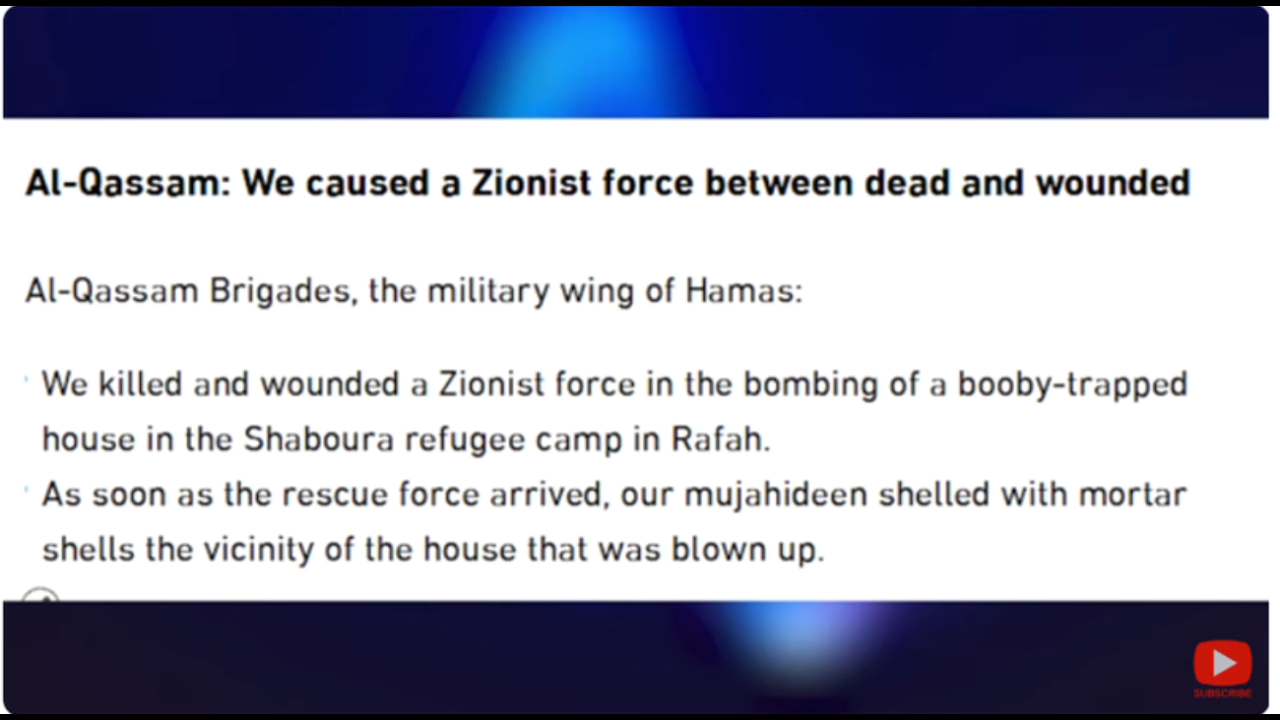 Al-Qassam: We caused a Zionist force between dead and wounded
Al-Qassam Brigades, the military wing of Hamas:
We killed and wounded a Zionist force in the bombing of a booby-trapped
house in the Shaboura refugee camp in Rafah.
As soon as the rescue force arrived, our mujahideen shelled with mortar
shells the vicinity of the house that was blown up.
SUBSCRIBE